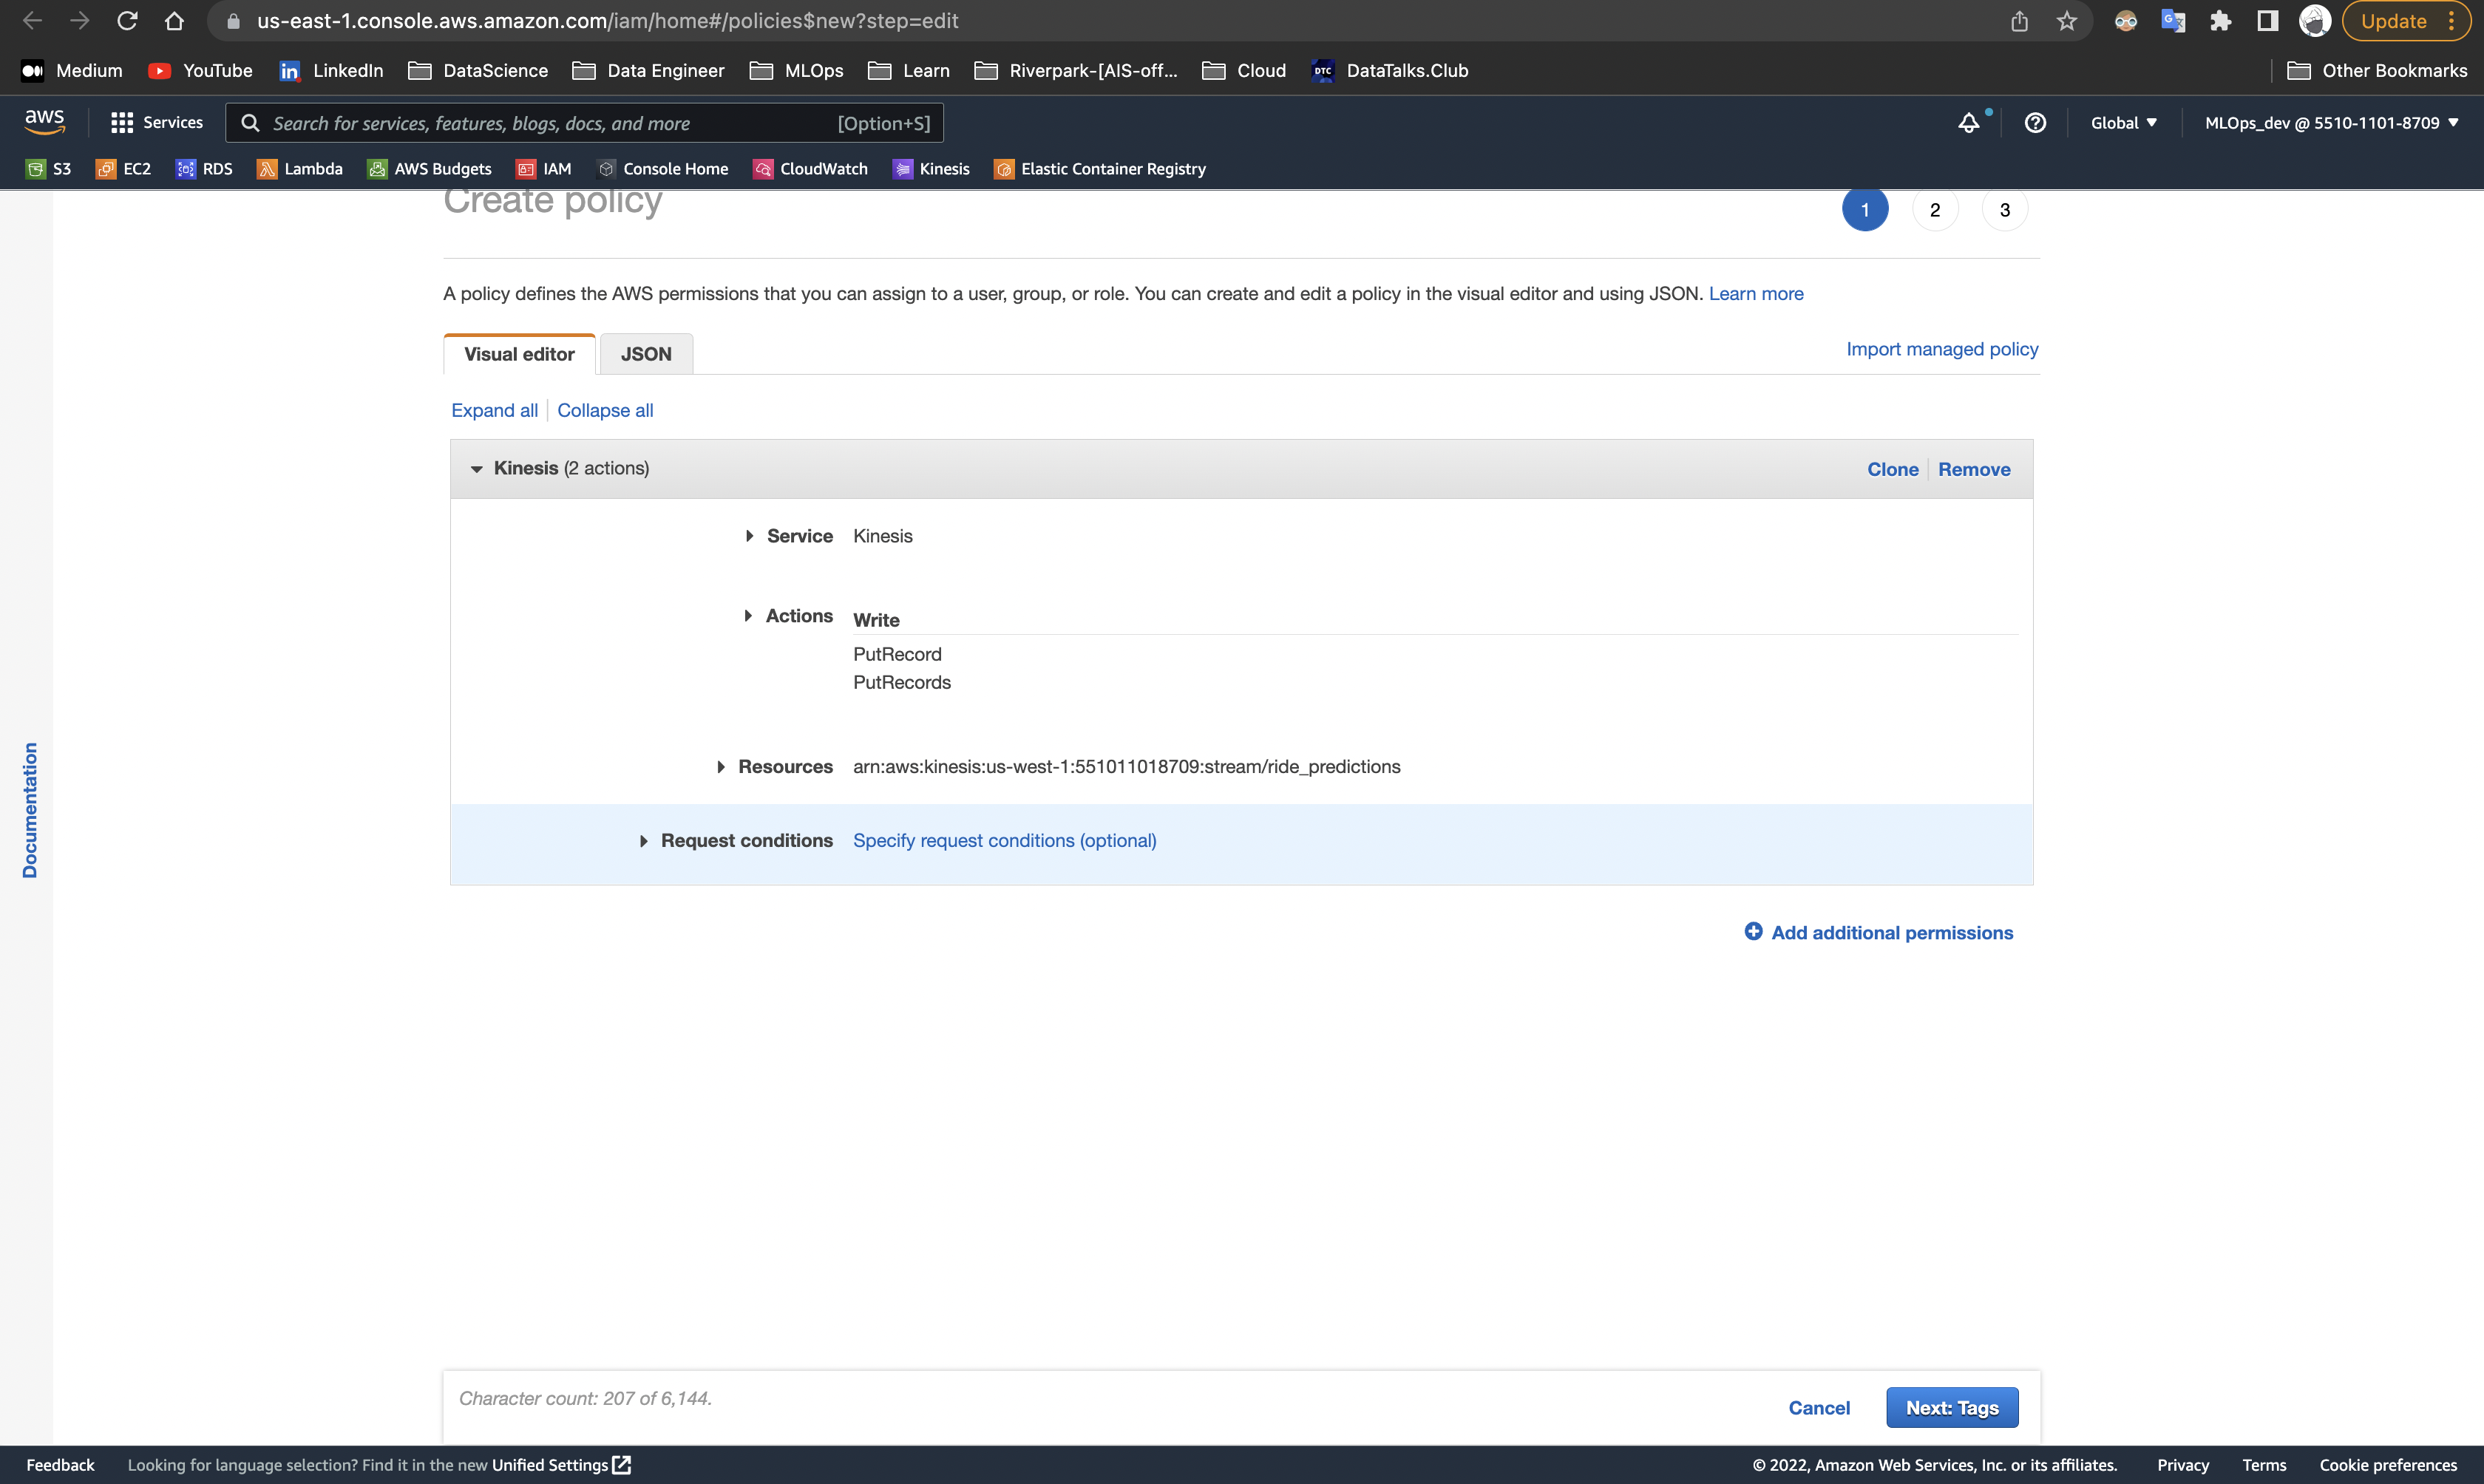 us-east-1.console.aws.amazon.com/iam/home#/policies$new?step=edit
Update
Medium
YouTube
LinkedIn
DataScience
Data Engineer
MLOps
Learn
Riverpark-[AIS-off...
Cloud
DTC
DataTalks.Club
Other Bookmarks
aws
Services
Search for services, features, blogs, docs, and more
[Option+S]
Global
MLOps_dev @ 5510-1101-8709
S3
EC2
RDS
Lambda
AWS Budgets
IAM
Console Home
CloudWatch
Kinesis
Elastic Container Registry
Create policy
1
2
3
A policy defines the AWS permissions that you can assign to a user, group, or role. You can create and edit a policy in the visual editor and using JSON. Learn more
Visual editor
JSON
Import managed policy
Expand all
Collapse all
Kinesis (2 actions)
Clone
Remove
Service
Kinesis
Actions
Write
PutRecord
PutRecords
Resources
arn:aws:kinesis:us-west-1:551011018709:stream/ride_predictions
Request conditions
Specify request conditions (optional)
Add additional permissions
Documentation
Character count: 207 of 6,144.
Cancel
Next: Tags
Feedback
Looking for language selection? Find it in the new Unified Settings
© 2022, Amazon Web Services, Inc. or its affiliates.
Privacy
Terms
Cookie preferences